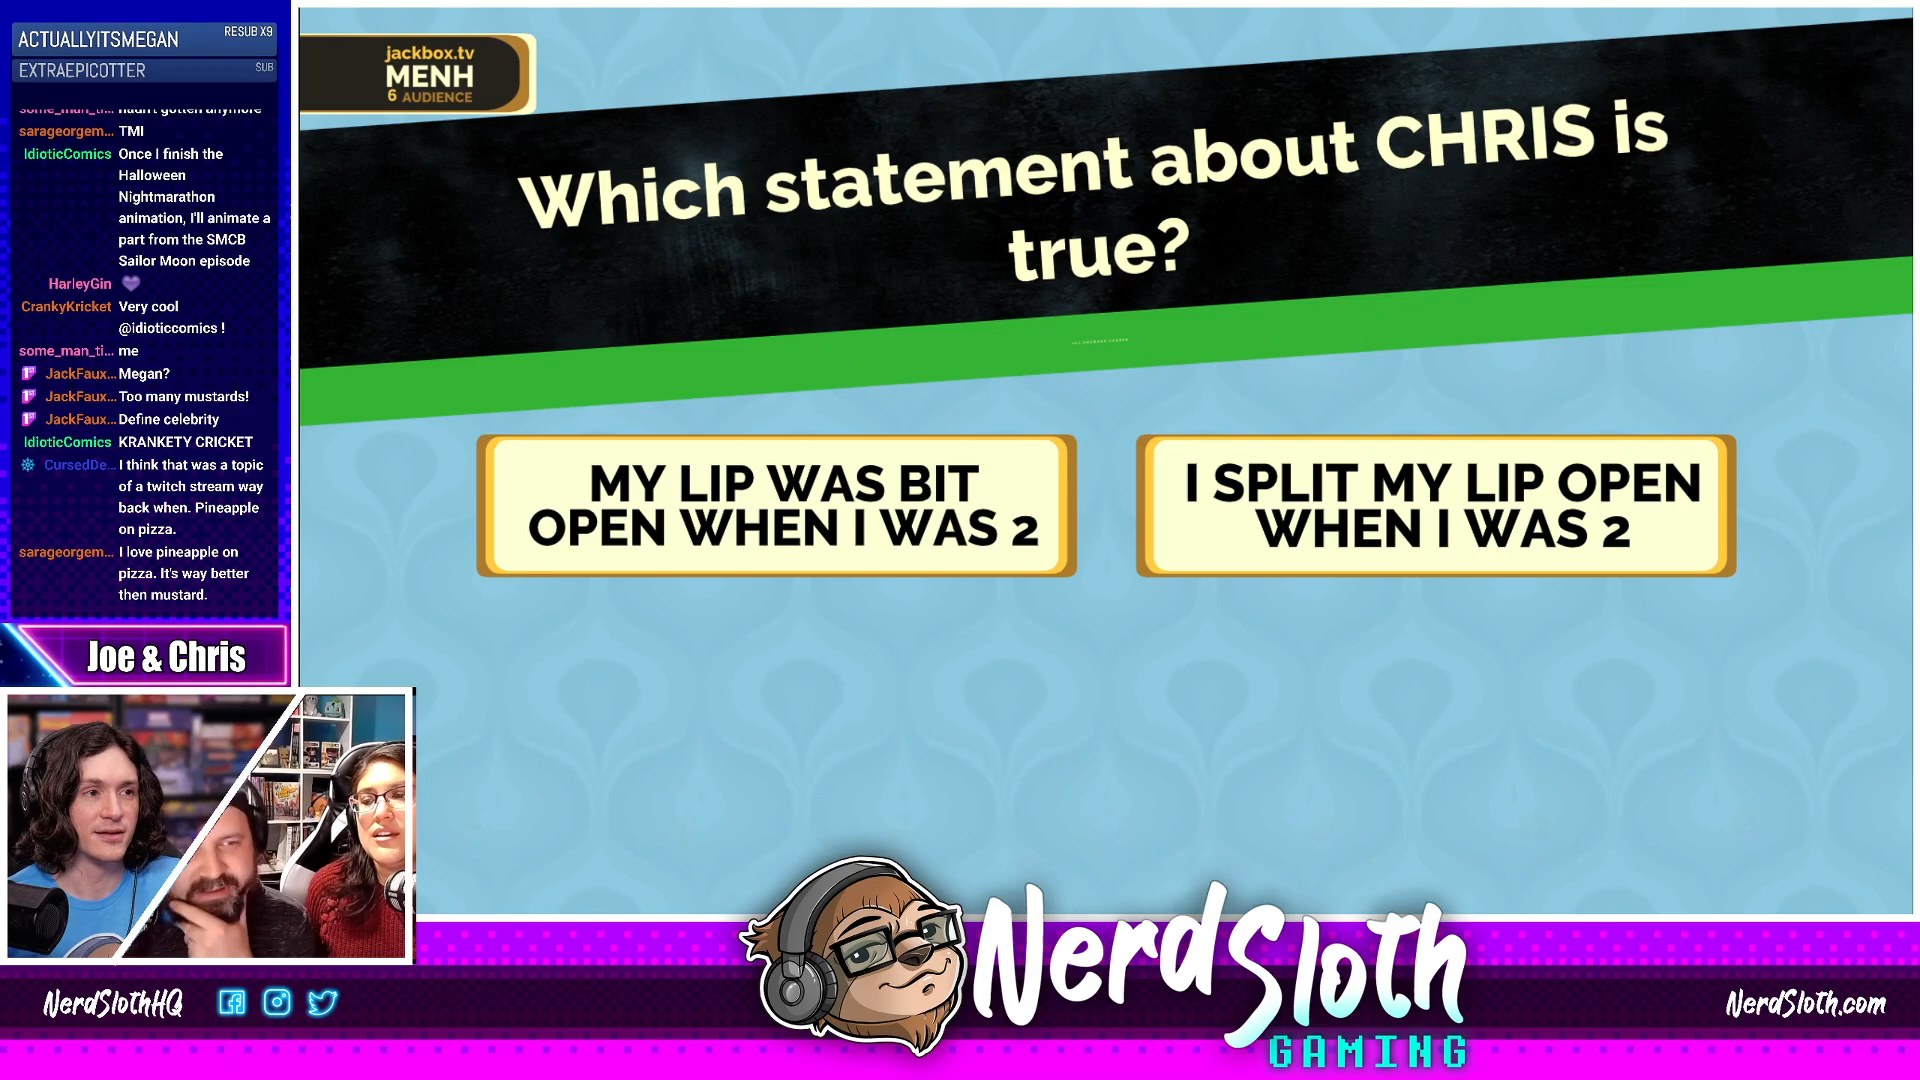 ACTUALLYITSMEGAN RESUB X9
EXTRAEPICOTTER SUB
some_man_ti... hadn't gotten anymore
sarageorgem... TMI
IdioticComics Once I finish the
Halloween
Nightmarathon
animation, I'll animate a
part from the SMCB
Sailor Moon episode
HarleyGin
CrankyKricket Very cool
@idioticcomics !
some_man_ti... me
JackFaux... Megan?
JackFaux... Too many mustards!
JackFaux... Define celebrity
IdioticComics KRANKETY CRICKET
CursedDe... I think that was a topic
of a twitch stream way
back when. Pineapple
on pizza.
sarageorgem... I love pineapple on
pizza. It's way better
then mustard.
Joe & Chris
jackbox.tv
MENH
6 AUDIENCE
Which statement about CHRIS is
true?
MY LIP WAS BIT
OPEN WHEN I WAS 2
I SPLIT MY LIP OPEN
WHEN I WAS 2
NerdSlothHQ
NerdSloth
GAMING
NerdSloth.com